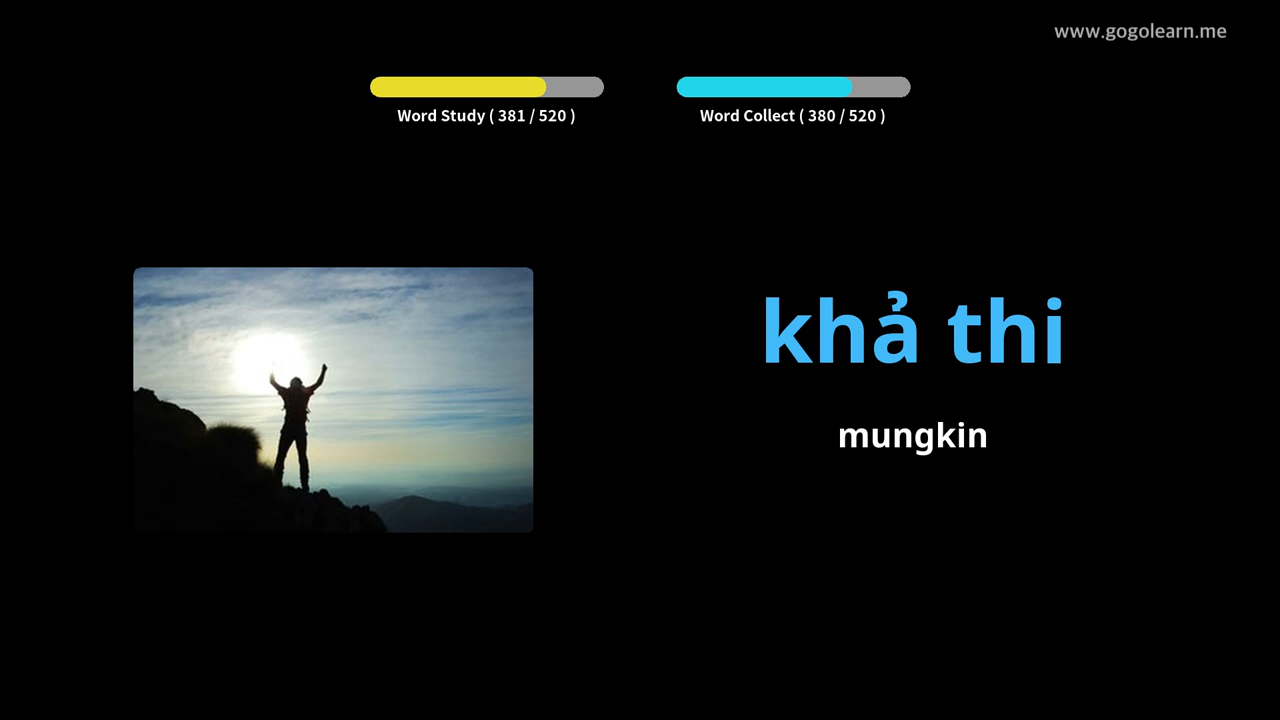 www.gogolearn.me
Word Study ( 381 / 520 )
Word Collect ( 380 / 520 )
khả thi
mungkin